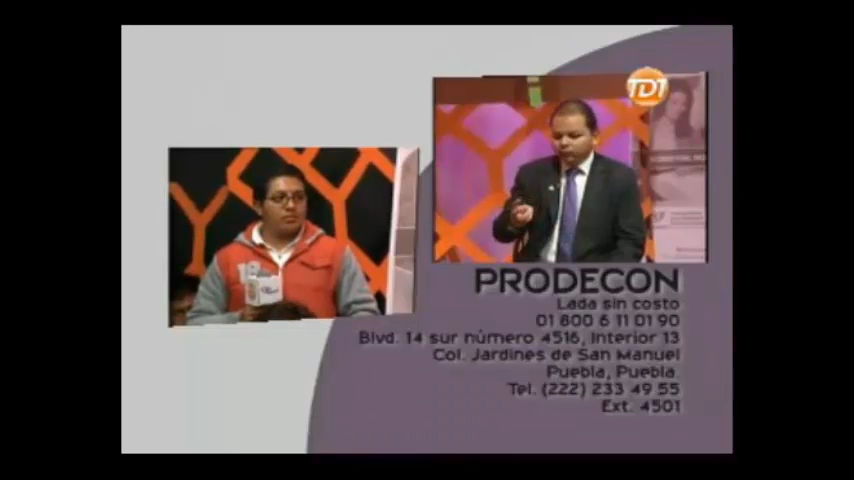 TDT
PRODECON
Lada sin costo
01 800 6 11 01 90
Blvd. 14 sur número 4516, Interior 13
Col. Jardines de San Manuel
Puebla, Puebla.
Tel. (222) 233 49 55
Ext. 4501